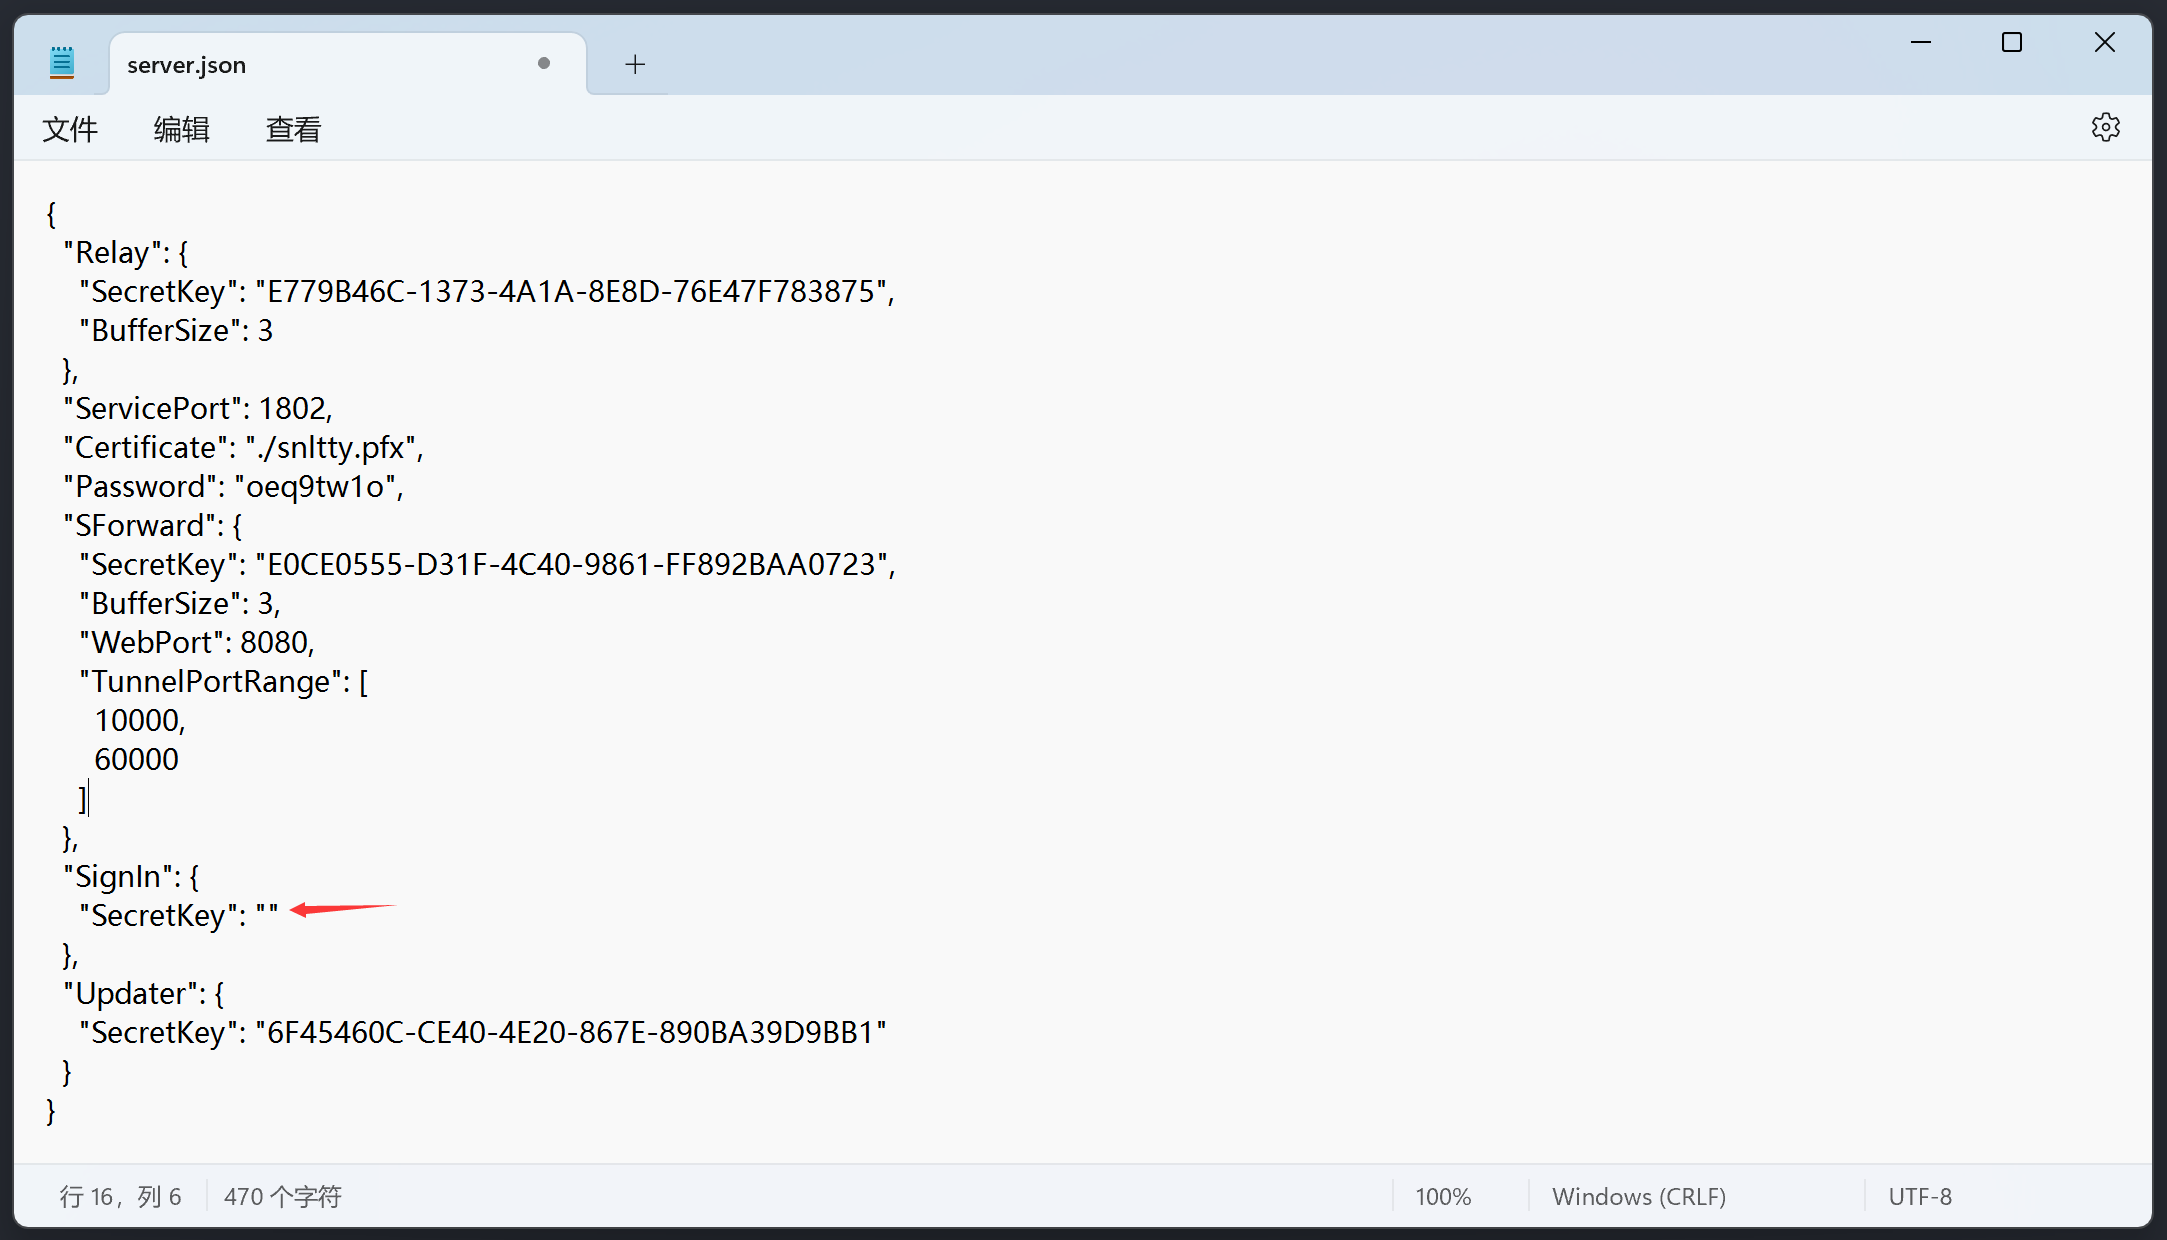 server.json
文件 编辑 查看
{
"Relay": {
"SecretKey": "E779B46C-1373-4A1A-8E8D-76E47F783875",
"BufferSize": 3
},
"ServicePort": 1802,
"Certificate": "./snltty.pfx",
"Password": "oeq9tw1o",
"SForward": {
"SecretKey": "E0CE0555-D31F-4C40-9861-FF892BAA0723",
"BufferSize": 3,
"WebPort": 8080,
"TunnelPortRange": [
10000,
60000
]
},
"SignIn": {
"SecretKey": ""
},
"Updater": {
"SecretKey": "6F45460C-CE40-4E20-867E-890BA39D9BB1"
}
}
行 16，列 6 470 个字符 100% Windows (CRLF) UTF-8